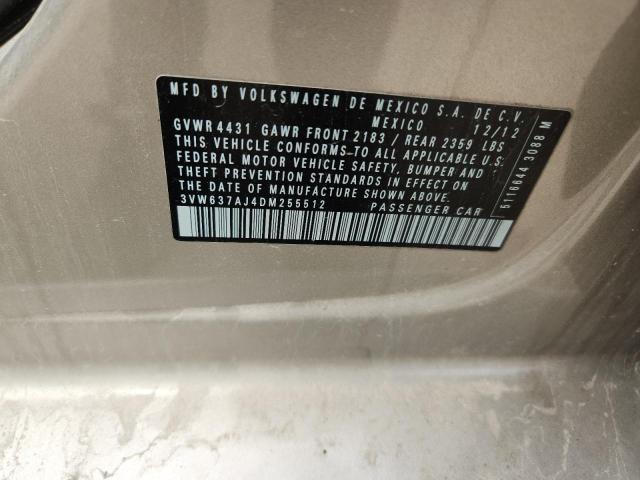 MFD BY VOLKSWAGEN DE MEXICO S.A. DE C.V.
MEXICO 12/12
GVWR 4431 GAWR FRONT 2183 / REAR 2359 LBS
THIS VEHICLE CONFORMS TO ALL APPLICABLE U.S.
FEDERAL MOTOR VEHICLE SAFETY, BUMPER AND
THEFT PREVENTION STANDARDS IN EFFECT ON
THE DATE OF MANUFACTURE SHOWN ABOVE.
3VW637AJ4DM255512 PASSENGER CAR
5116644 3088 M